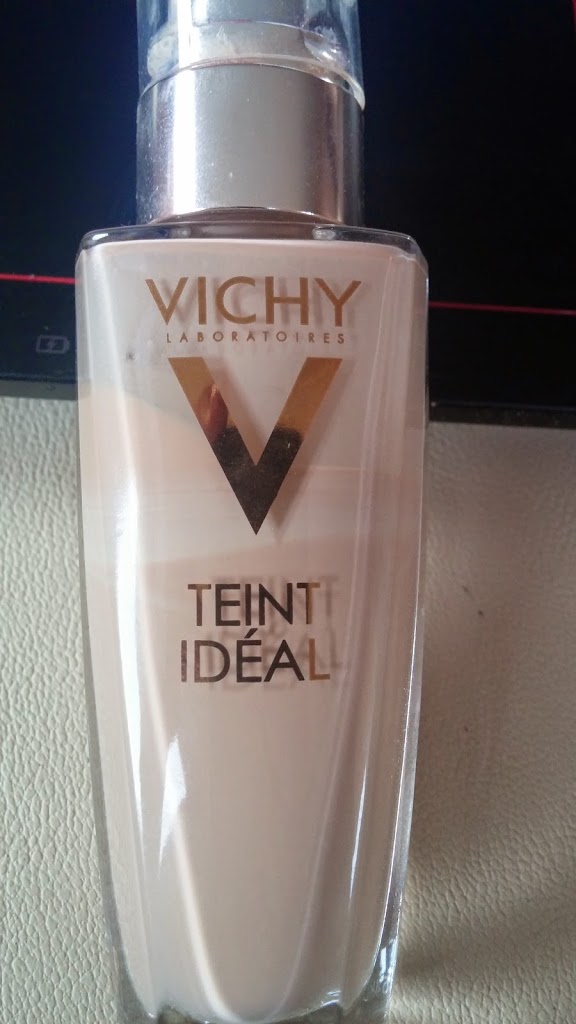 VICHY
LABORATOIRES
V
TEINT
IDÉAL